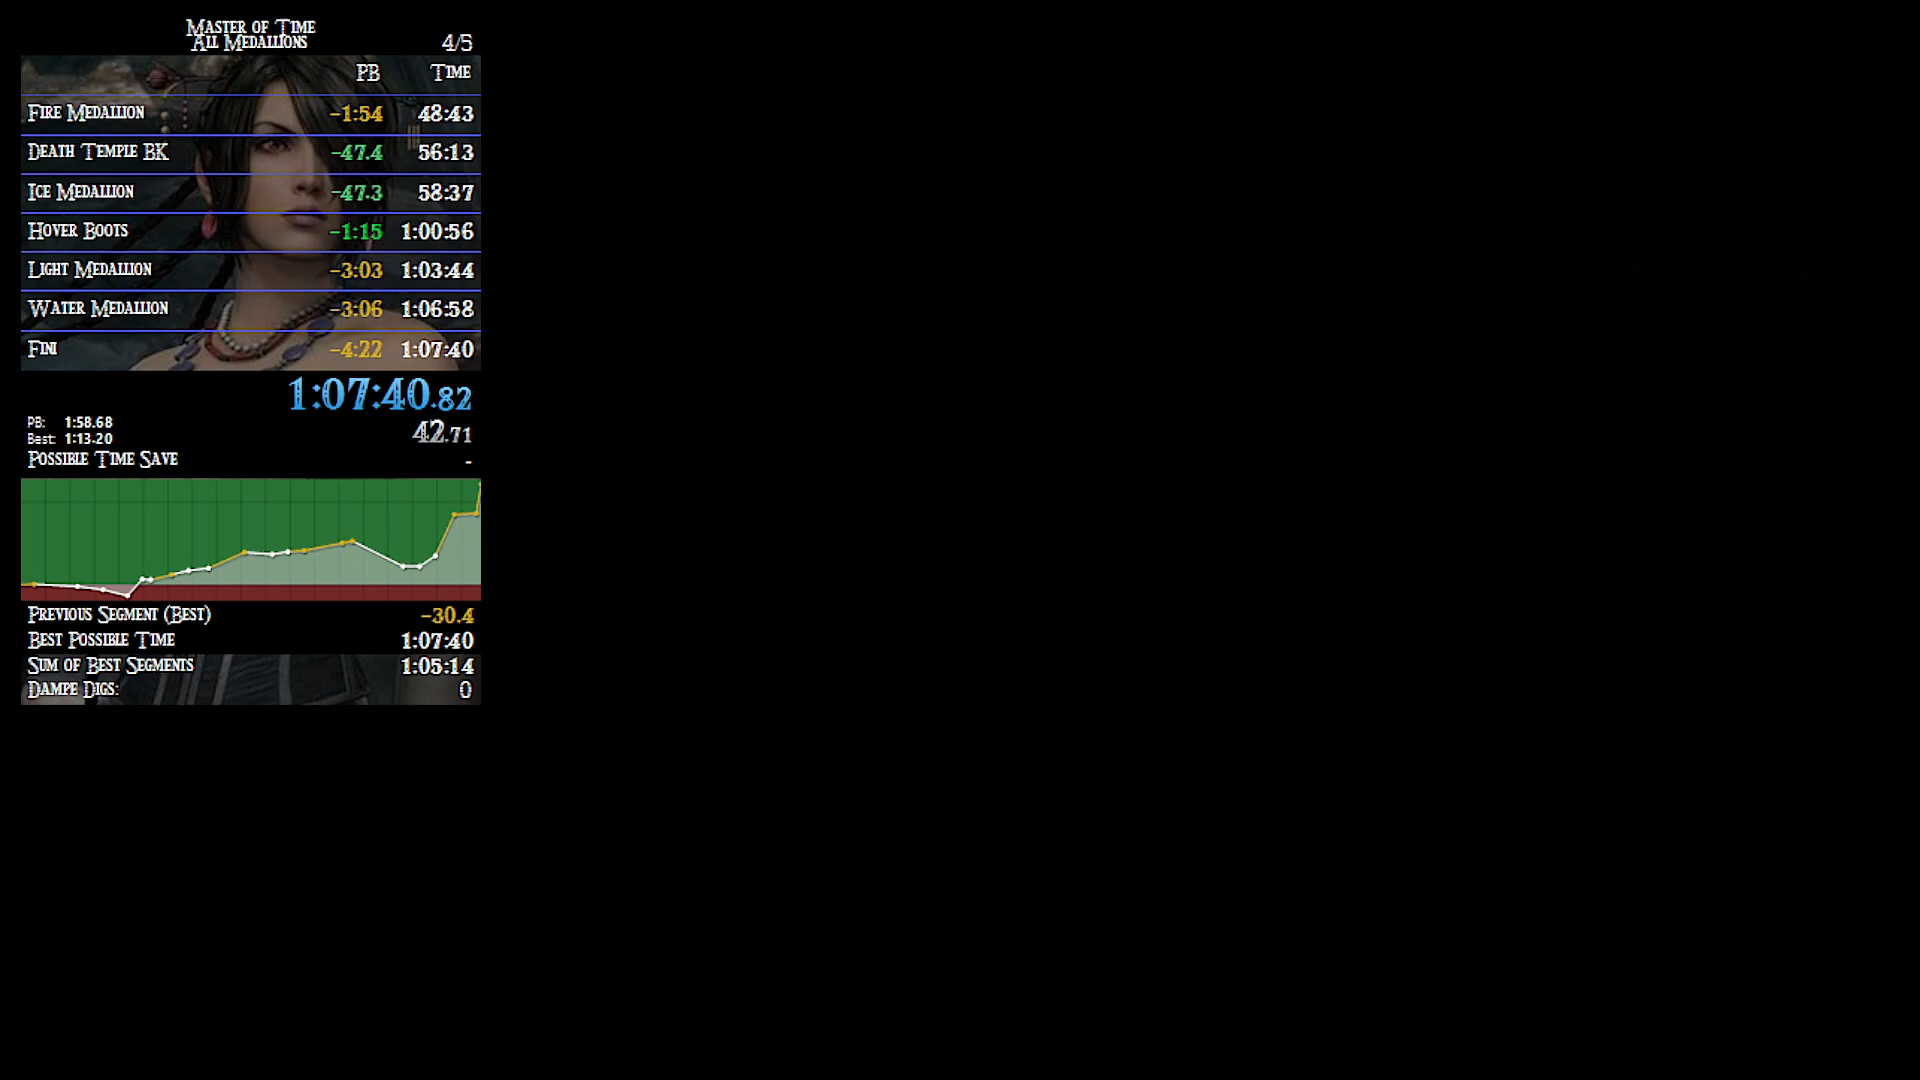 Master of Time
All Medallions
4/5
PB Time
Fire Medallion -1:54 48:43
Death Temple BK -47.4 56:13
Ice Medallion -47.3 58:37
Hover Boots -1:15 1:00:56
Light Medallion -3:03 1:03:44
Water Medallion -3:06 1:06:58
Fini -4:22 1:07:40
1:07:40.82
PB: 1:58.68
Best: 1:13.20
42.71
Possible Time Save -
Previous Segment (Best) -30.4
Best Possible Time 1:07:40
Sum of Best Segments 1:05:14
Dampe Digs: 0